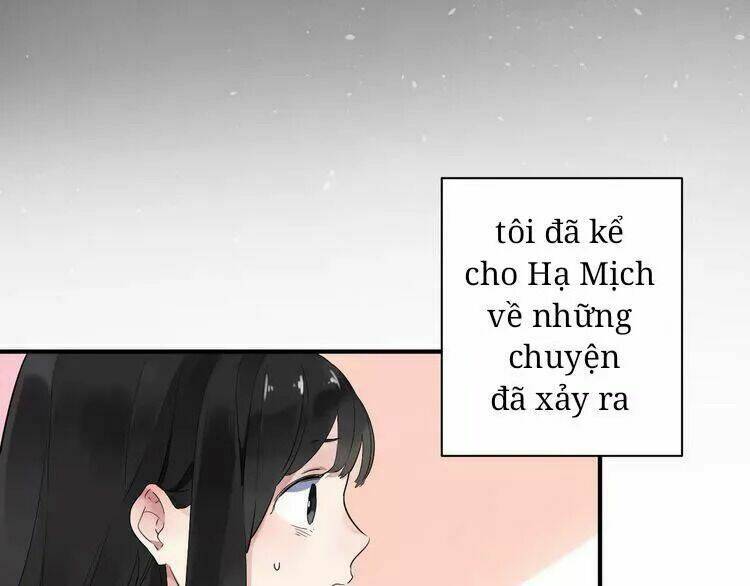 tôi đã kể
cho Hạ Mịch
về những
chuyện
đã xảy ra